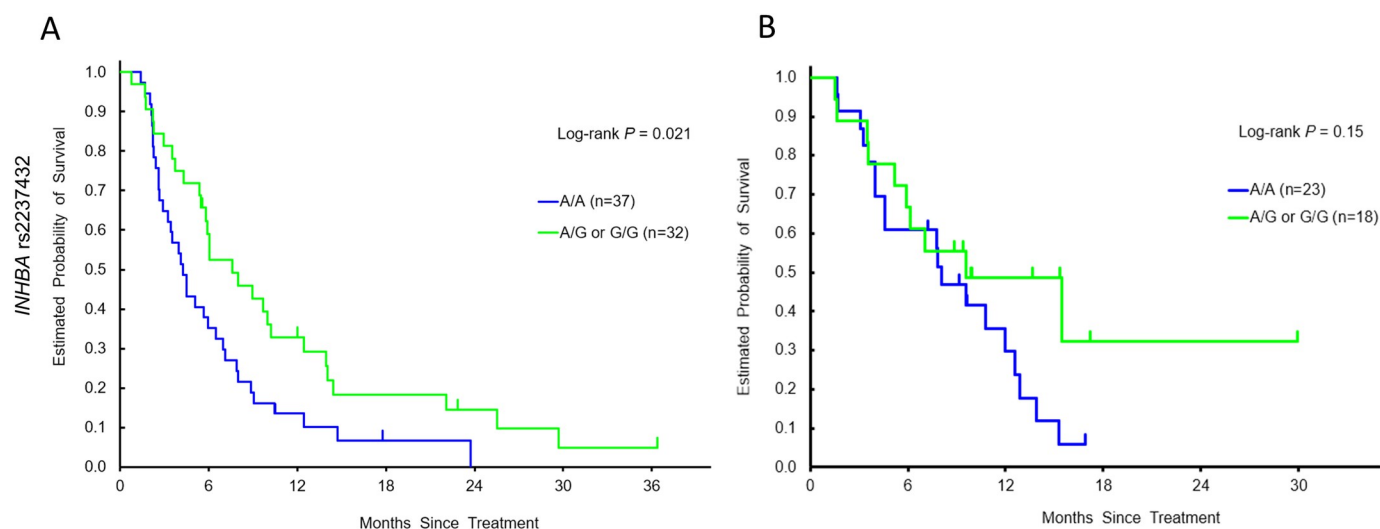 A
INHBA rs2237432
Estimated Probability of Survival
1.0
0.9
0.8
0.7
0.6
0.5
0.4
0.3
0.2
0.1
0.0
Log-rank P = 0.021
A/A (n=37)
A/G or G/G (n=32)
0 6 12 18 24 30 36
Months Since Treatment
B
Estimated Probability of Survival
1.0
0.9
0.8
0.7
0.6
0.5
0.4
0.3
0.2
0.1
0.0
Log-rank P = 0.15
A/A (n=23)
A/G or G/G (n=18)
0 6 12 18 24 30
Months Since Treatment